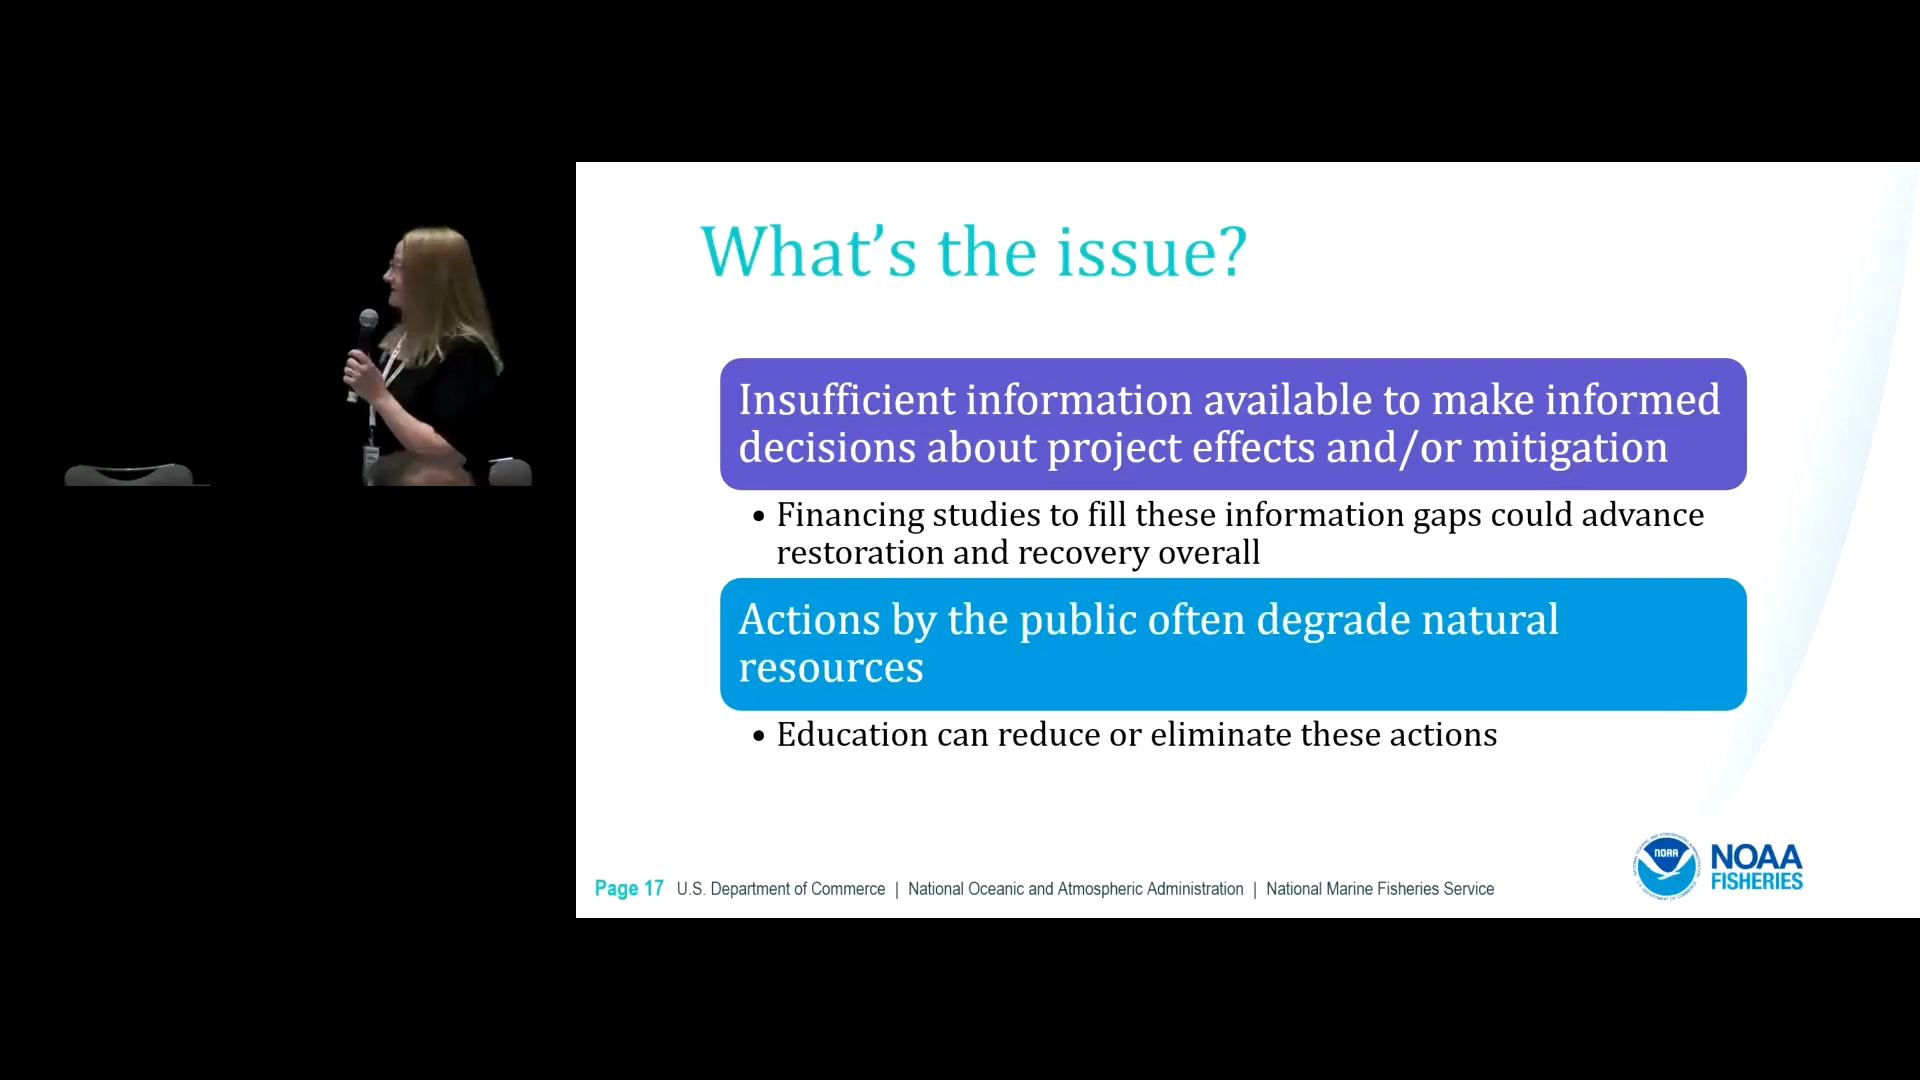 What's the issue?
Insufficient information available to make informed
decisions about project effects and/or mitigation
• Financing studies to fill these information gaps could advance
restoration and recovery overall
Actions by the public often degrade natural
resources
• Education can reduce or eliminate these actions
Page 17 U.S. Department of Commerce | National Oceanic and Atmospheric Administration | National Marine Fisheries Service
NOAA
NOAA
FISHERIES